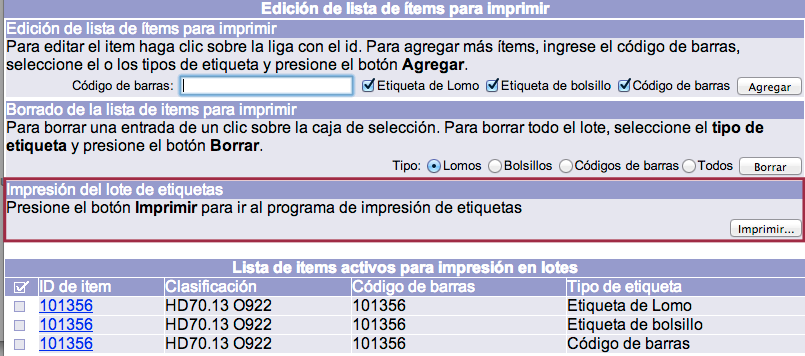 Edición de lista de ítems para imprimir
Edición de lista de ítems para imprimir
Para editar el item haga clic sobre la liga con el id. Para agregar más ítems, ingrese el código de barras,
seleccione el o los tipos de etiqueta y presione el botón Agregar.
Código de barras: Etiqueta de Lomo Etiqueta de bolsillo Código de barras Agregar
Borrado de la lista de items para imprimir
Para borrar una entrada de un clic sobre la caja de selección. Para borrar todo el lote, seleccione el tipo de
etiqueta y presione el botón Borrar.
Tipo: Lomos Bolsillos Códigos de barras Todos Borrar
Impresión del lote de etiquetas
Presione el botón Imprimir para ir al programa de impresión de etiquetas
Imprimir...
Lista de items activos para impresión en lotes
ID de item Clasificación Código de barras Tipo de etiqueta
101356 HD70.13 O922 101356 Etiqueta de Lomo
101356 HD70.13 O922 101356 Etiqueta de bolsillo
101356 HD70.13 O922 101356 Código de barras